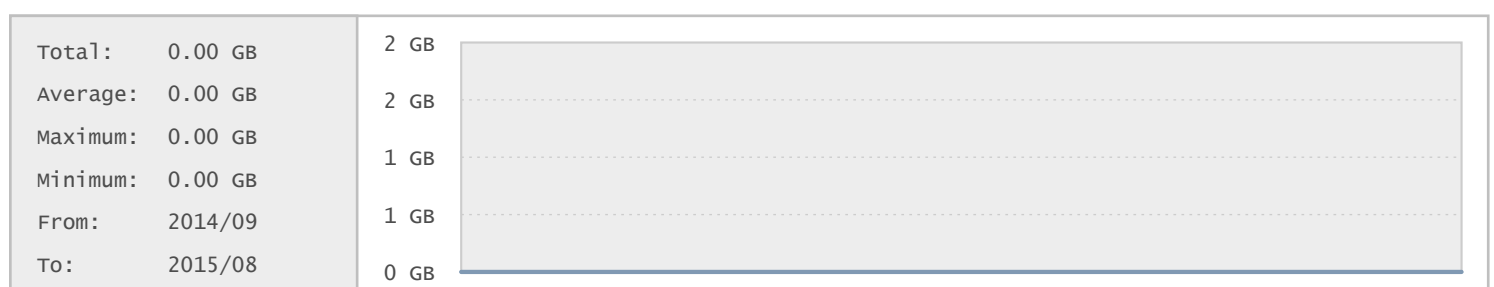 Total: 0.00 GB
Average: 0.00 GB
Maximum: 0.00 GB
Minimum: 0.00 GB
From: 2014/09
To: 2015/08
2 GB
2 GB
1 GB
1 GB
0 GB